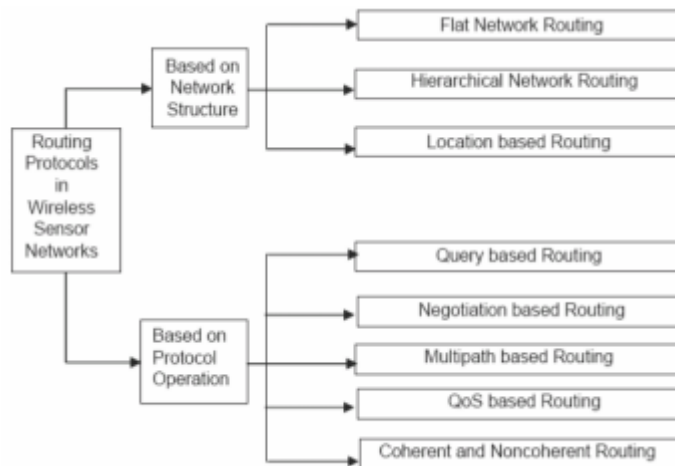 Routing
Protocols
in
Wireless
Sensor
Networks
Based on
Network
Structure
Flat Network Routing
Hierarchical Network Routing
Location based Routing
Based on
Protocol
Operation
Query based Routing
Negotiation based Routing
Multipath based Routing
QoS based Routing
Coherent and Noncoherent Routing